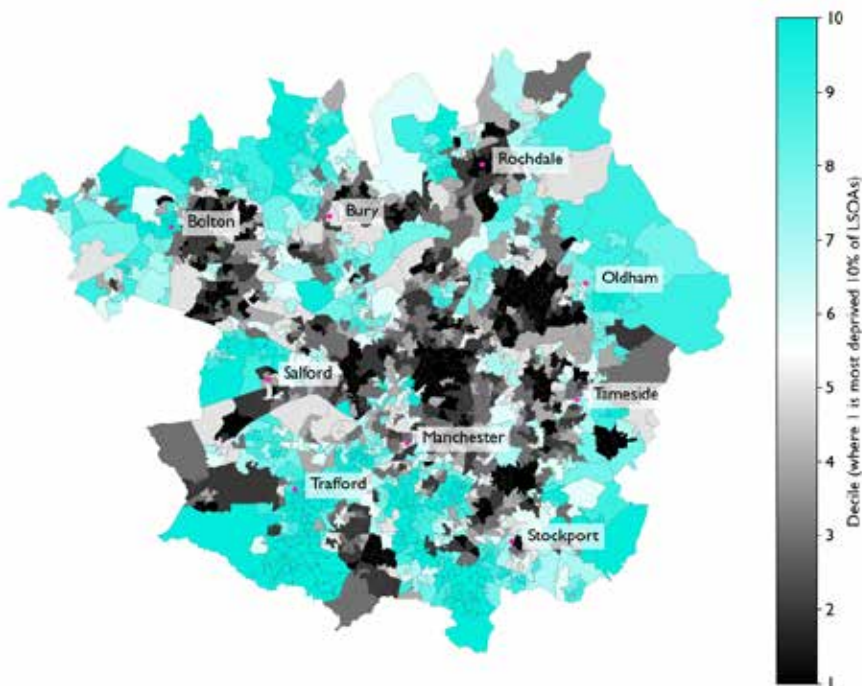 10
9
Rochdale
8
Bury
Bolton
7
Oldham
6
5
Salford
Tameside
4
Manchester
Trafford
3
Stockport
2
1
Decile (where 1 is most deprived 10% of LSOAs)